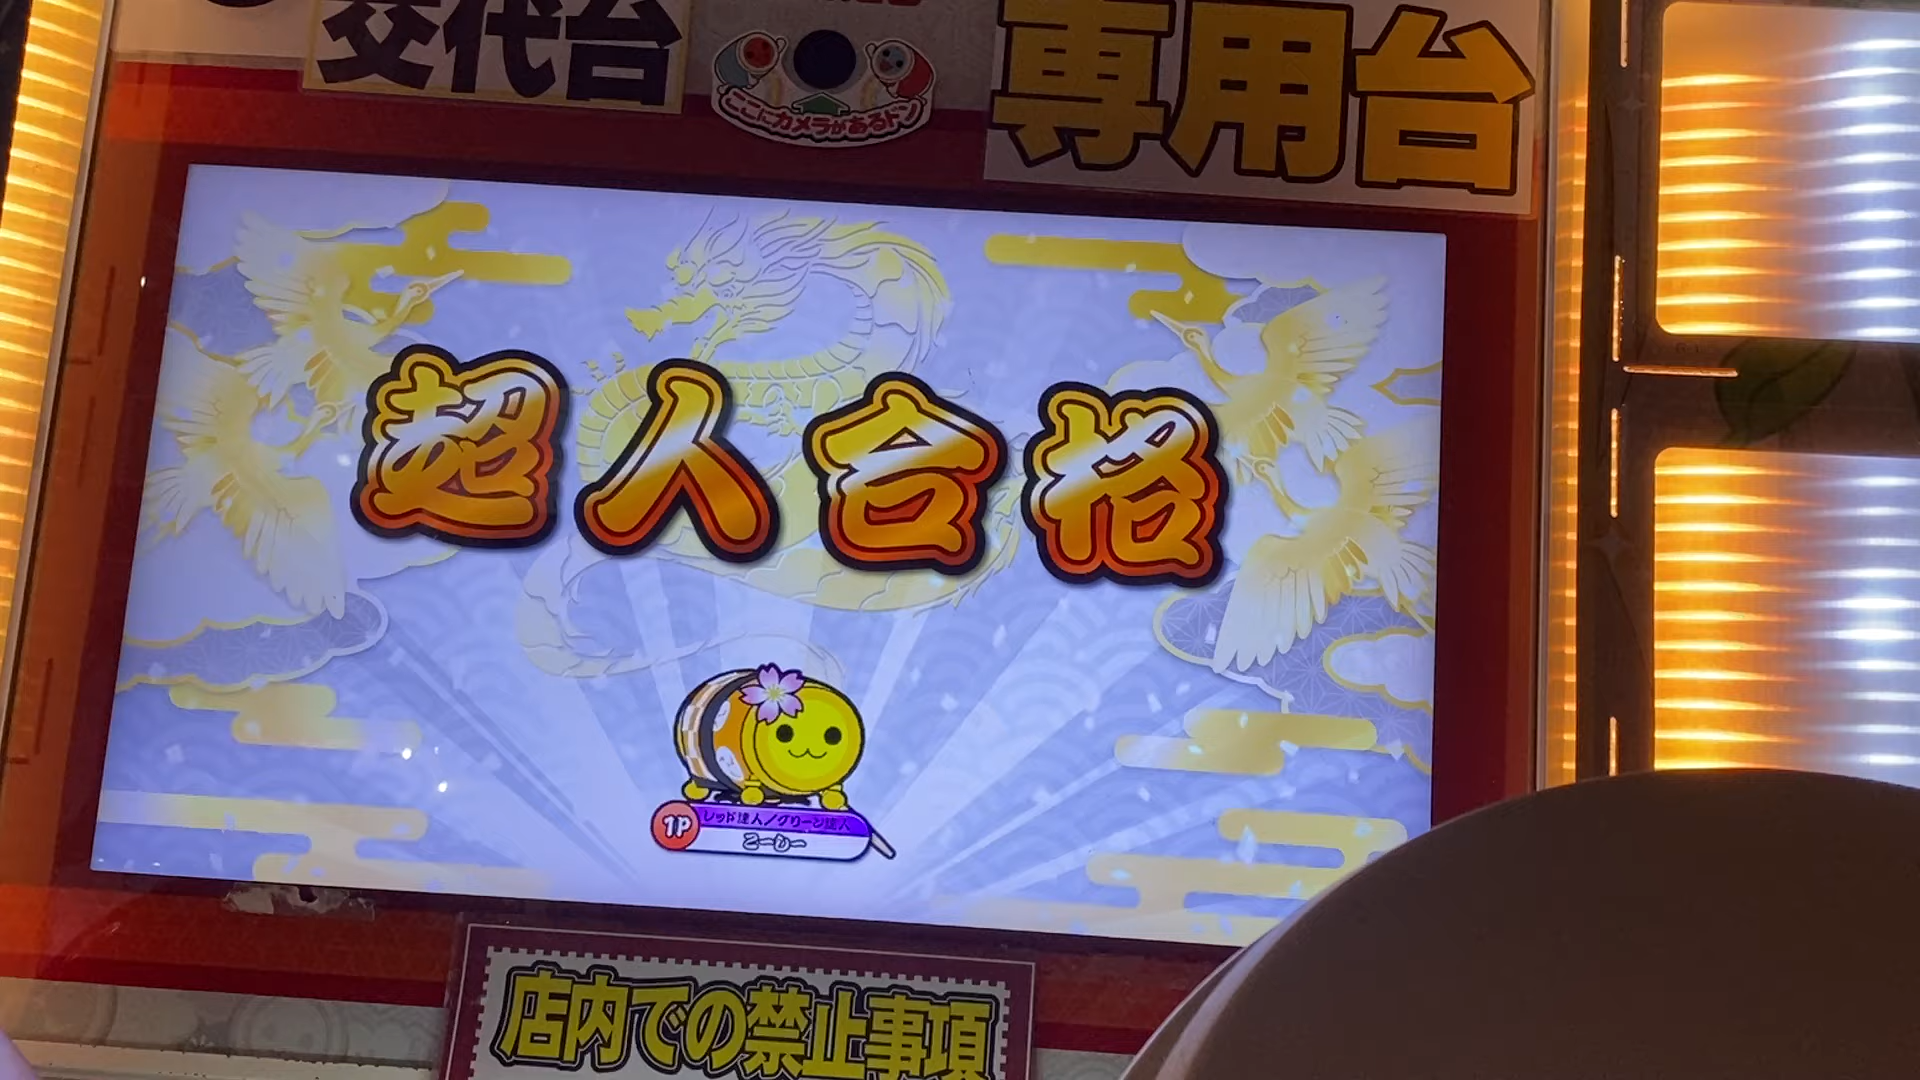 交代台
ここにカメラがあるドン
専用台
超人合格
1P
レッド達人／グリーン達人
こーしー
店内での禁止事項